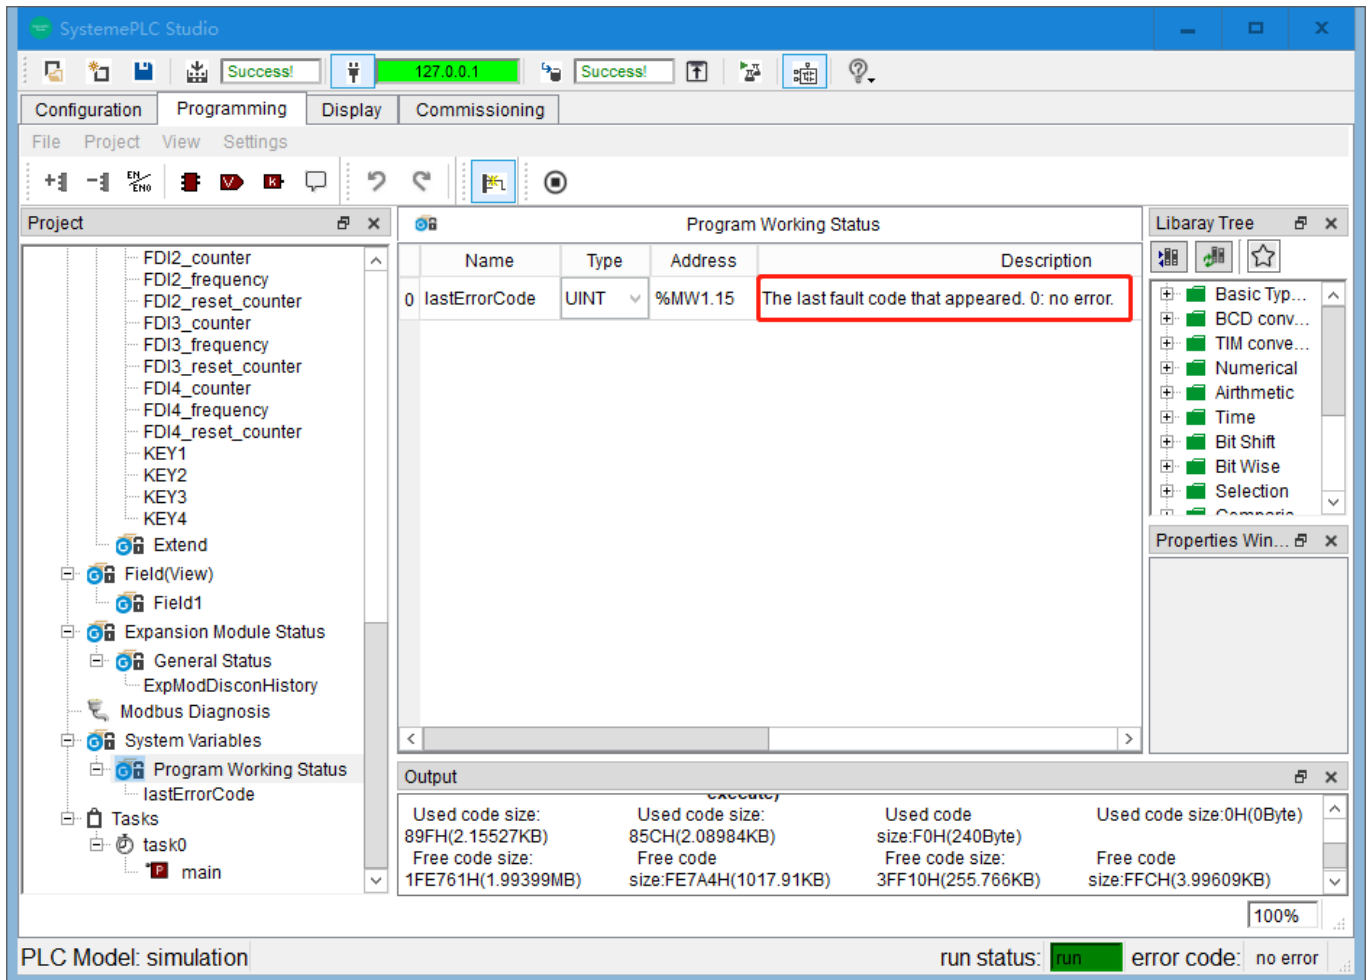 SystemePLC Studio
Success!
127.0.0.1
Success!
Configuration
Programming
Display
Commissioning
File Project View Settings
EN/
ENO
V
K
Project
Program Working Status
Libaray Tree
FDI2_counter
FDI2_frequency
FDI2_reset_counter
FDI3_counter
FDI3_frequency
FDI3_reset_counter
FDI4_counter
FDI4_frequency
FDI4_reset_counter
KEY1
KEY2
KEY3
KEY4
Extend
Field(View)
Field1
Expansion Module Status
General Status
ExpModDisconHistory
Modbus Diagnosis
System Variables
Program Working Status
lastErrorCode
Tasks
task0
P main
Name Type Address Description
0 lastErrorCode UINT %MW1.15 The last fault code that appeared. 0: no error.
Basic Typ...
BCD conv...
TIM conve...
Numerical
Airthmetic
Time
Bit Shift
Bit Wise
Selection
Properties Win...
Output
Used code size: Used code size: Used code Used code size:0H(0Byte)
89FH(2.15527KB) 85CH(2.08984KB) size:F0H(240Byte)
Free code size: Free code Free code size: Free code
1FE761H(1.99399MB) size:FE7A4H(1017.91KB) 3FF10H(255.766KB) size:FFCH(3.99609KB)
100%
PLC Model: simulation
run status: run error code: no error